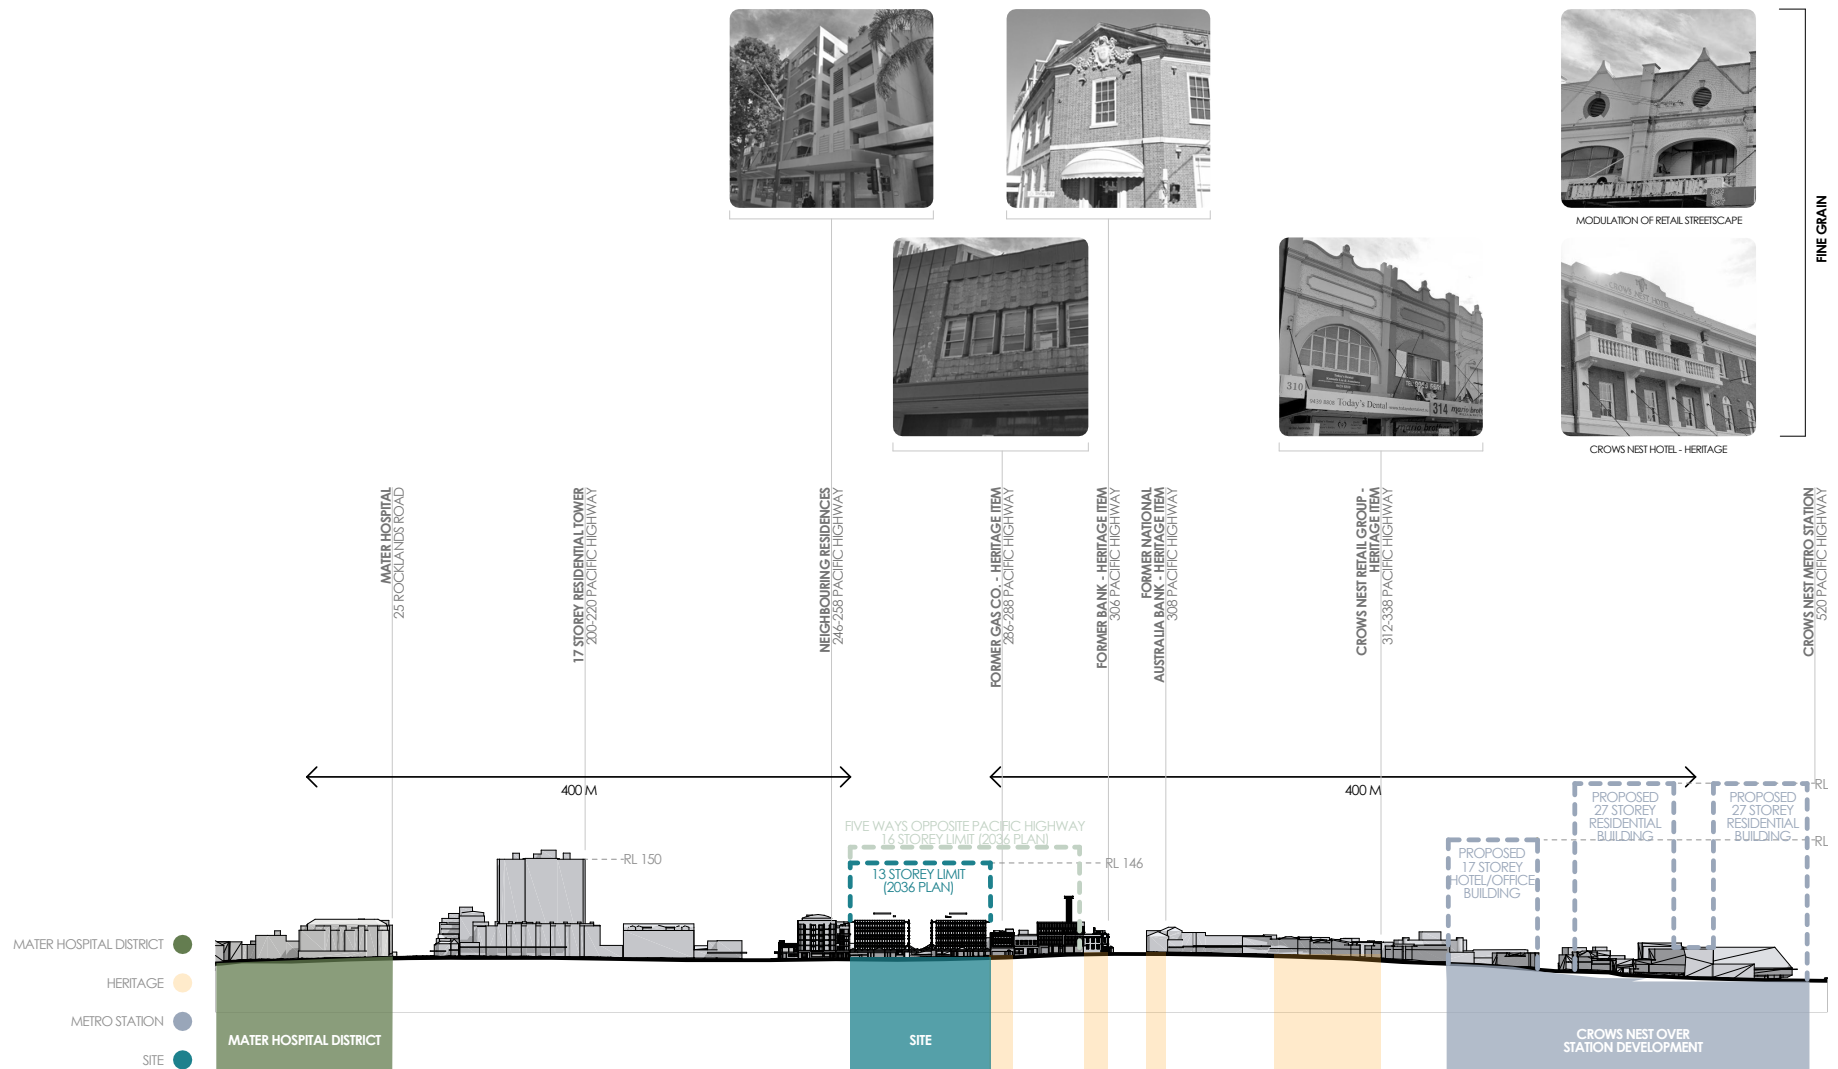 MODULATION OF RETAIL STREETSCAPE
FINE GRAIN
CROWS NEST HOTEL
310
9439 8808 Today's Dental
314
CROWS NEST HOTEL - HERITAGE
MATER HOSPITAL
25 ROCKLANDS ROAD
17 STOREY RESIDENTIAL TOWER
200-220 PACIFIC HIGHWAY
NEIGHBOURING RESIDENCES
246-258 PACIFIC HIGHWAY
FORMER GAS CO. - HERITAGE ITEM
286-288 PACIFIC HIGHWAY
FORMER BANK - HERITAGE ITEM
306 PACIFIC HIGHWAY
FORMER NATIONAL
AUSTRALIA BANK - HERITAGE ITEM
308 PACIFIC HIGHWAY
CROWS NEST RETAIL GROUP -
HERITAGE ITEM
312-338 PACIFIC HIGHWAY
CROWS NEST METRO STATION
520 PACIFIC HIGHWAY
400 M
400 M
RL
PROPOSED
27 STOREY
RESIDENTIAL
BUILDING
PROPOSED
27 STOREY
RESIDENTIAL
BUILDING
RL
FIVE WAYS OPPOSITE PACIFIC HIGHWAY
16 STOREY LIMIT (2036 PLAN)
RL 150
RL 146
13 STOREY LIMIT
(2036 PLAN)
PROPOSED
17 STOREY
HOTEL/OFFICE
BUILDING
MATER HOSPITAL DISTRICT
HERITAGE
METRO STATION
SITE
MATER HOSPITAL DISTRICT
SITE
CROWS NEST OVER
STATION DEVELOPMENT